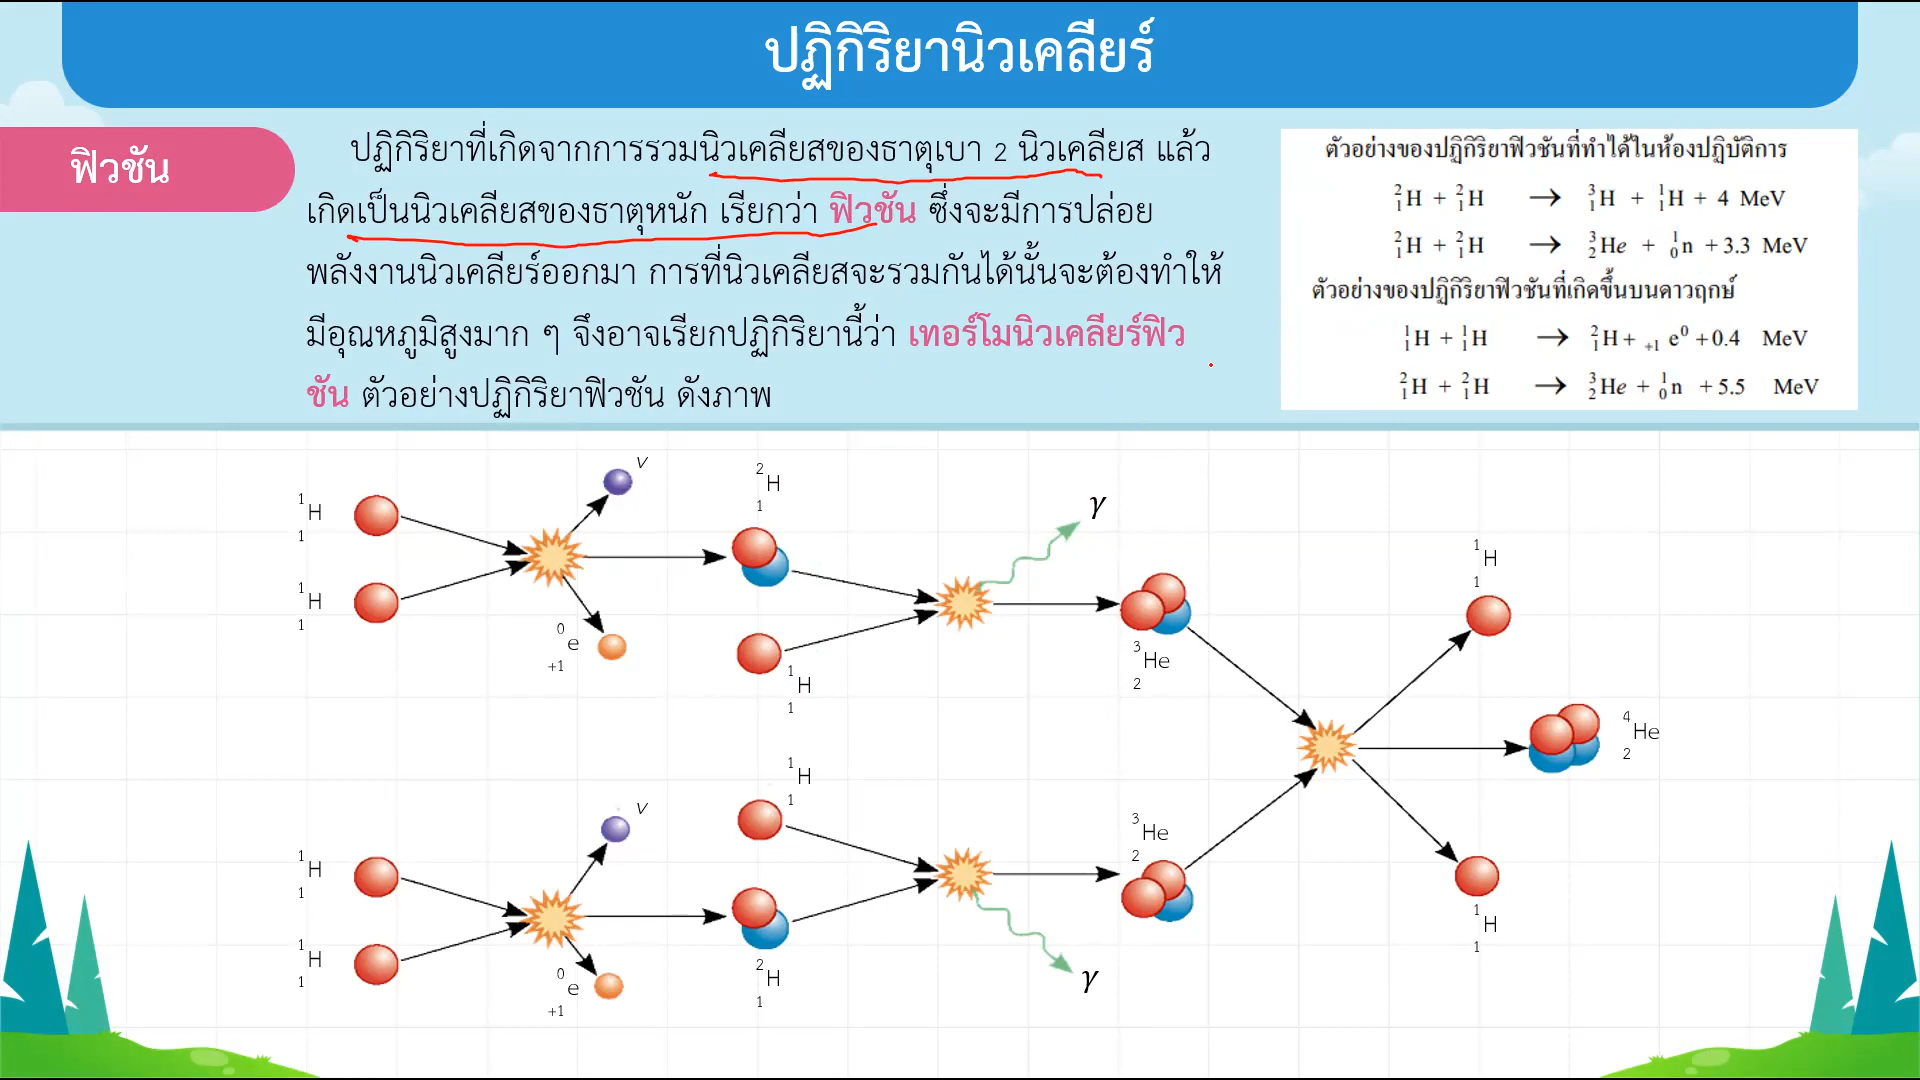 ปฏิกิริยานิวเคลียร์
ฟิวชัน
ปฏิกิริยาที่เกิดจากการรวมนิวเคลียสของธาตุเบา 2 นิวเคลียส แล้ว
เกิดเป็นนิวเคลียสของธาตุหนัก เรียกว่า ฟิวชัน ซึ่งจะมีการปล่อย
พลังงานนิวเคลียร์ออกมา การที่นิวเคลียสจะรวมกันได้นั้นจะต้องทำให้
มีอุณหภูมิสูงมาก ๆ จึงอาจเรียกปฏิกิริยานี้ว่า เทอร์โมนิวเคลียร์ฟิว
ชัน ตัวอย่างปฏิกิริยาฟิวชัน ดังภาพ
ตัวอย่างของปฏิกิริยาฟิวชันที่ทำได้ในห้องปฏิบัติการ
²₁H + ²₁H → ³₁H + ¹₁H + 4 MeV
²₁H + ²₁H → ³₂He + ¹₀n + 3.3 MeV
ตัวอย่างของปฏิกิริยาฟิวชันที่เกิดขึ้นบนดาวฤกษ์
¹₁H + ¹₁H → ²₁H + ₊₁e⁰ + 0.4 MeV
²₁H + ²₁H → ³₂He + ¹₀n + 5.5 MeV
¹₁H
¹₁H
ν
⁰₊₁e
²₁H
¹₁H
γ
³₂He
¹₁H
⁴₂He
¹₁H
¹₁H
³₂He
ν
¹₁H
¹₁H
⁰₊₁e
²₁H
γ